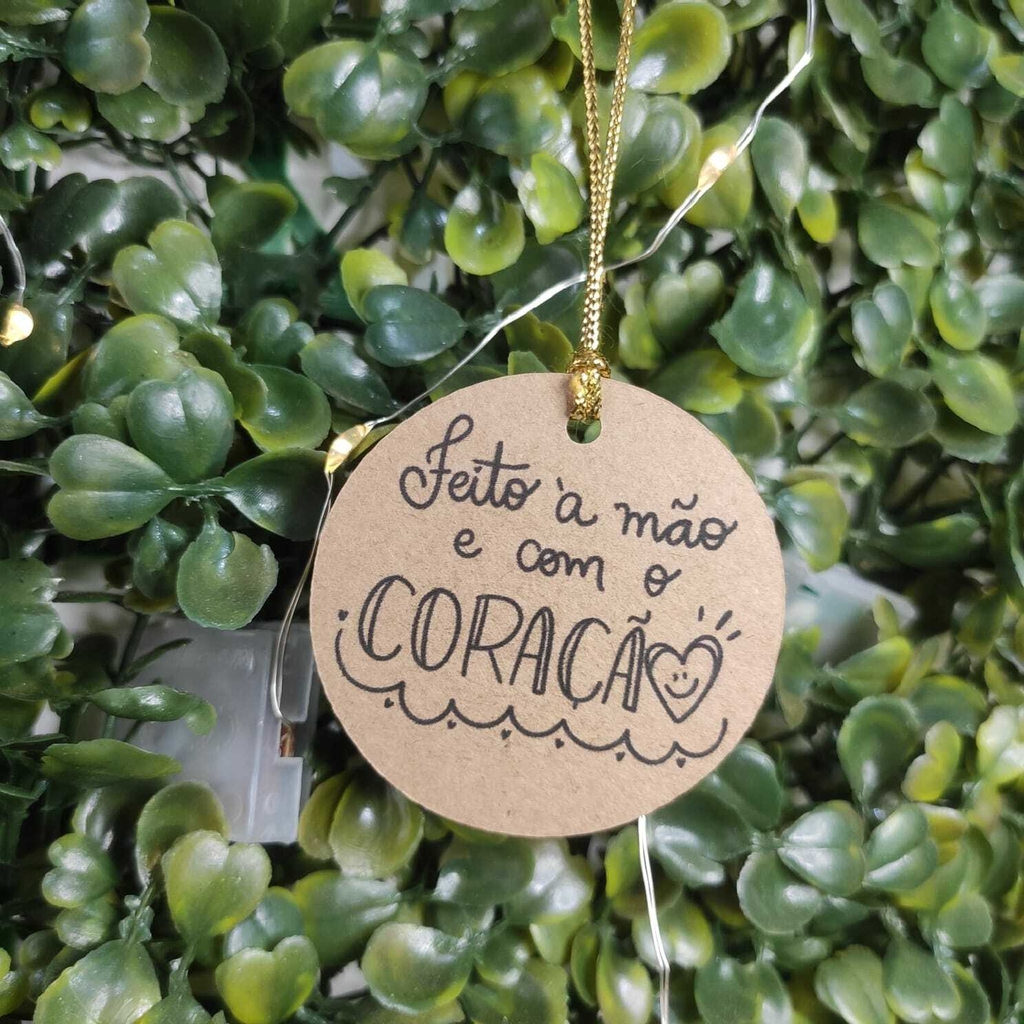 Feito à mão
e com o
CORAÇÃO